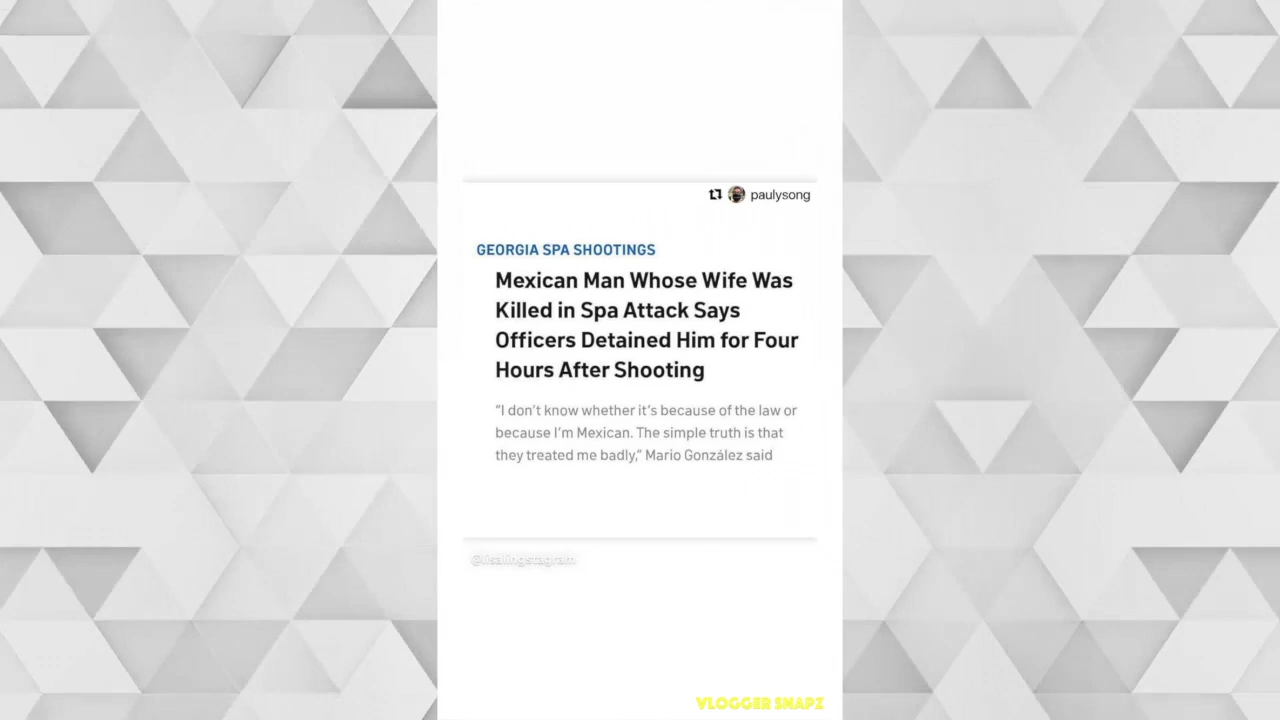 paulysong
GEORGIA SPA SHOOTINGS
Mexican Man Whose Wife Was
Killed in Spa Attack Says
Officers Detained Him for Four
Hours After Shooting
“I don’t know whether it’s because of the law or
because I’m Mexican. The simple truth is that
they treated me badly,” Mario González said
@lisalingstagram
VLOGGER SNAPZ